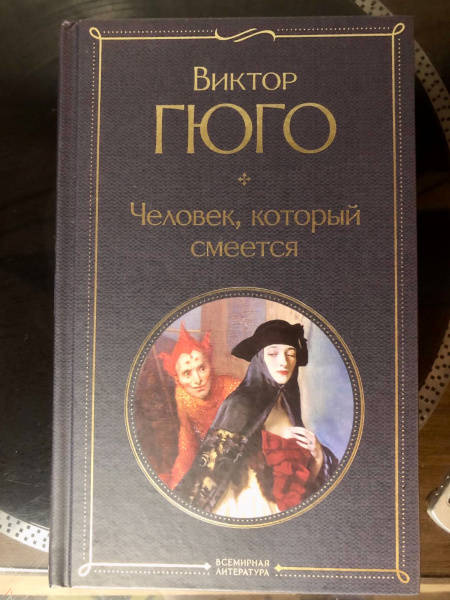 Виктор
ГЮГО
Человек, который
смеется
ВСЕМИРНАЯ
ЛИТЕРАТУРА